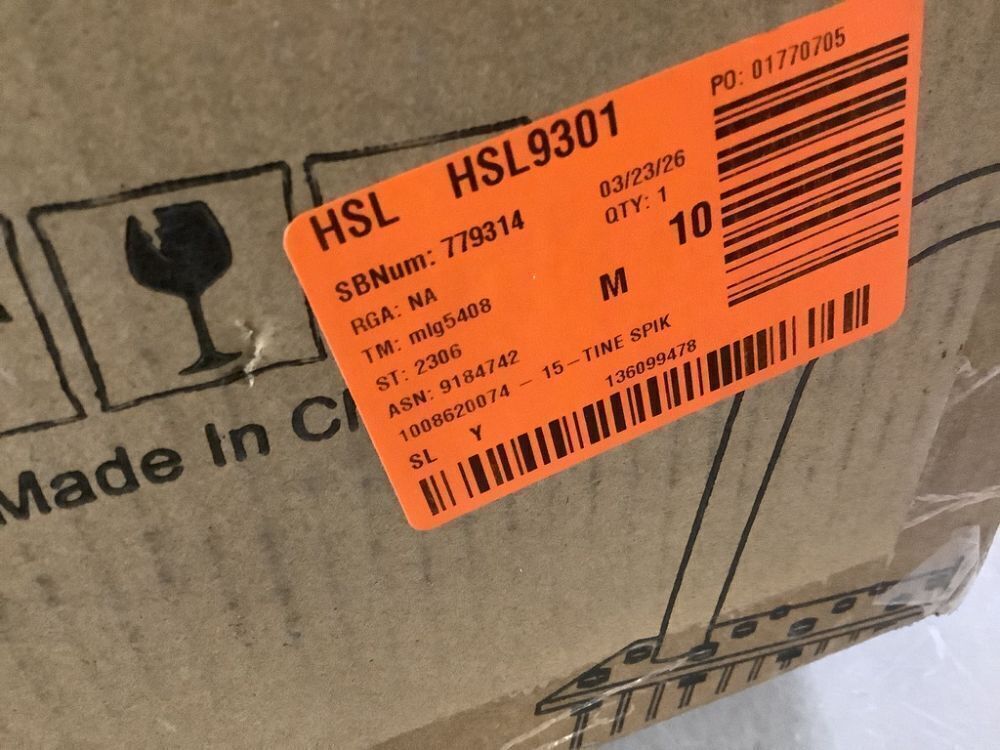 PO: 01770705
HSL HSL9301
03/23/26
SBNum: 779314
QTY: 1
RGA: NA
10
TM: mlg5408
M
ST: 2306
ASN: 9184742
1008620074 - 15-TINE SPIK
136099478
SL Y
Made In